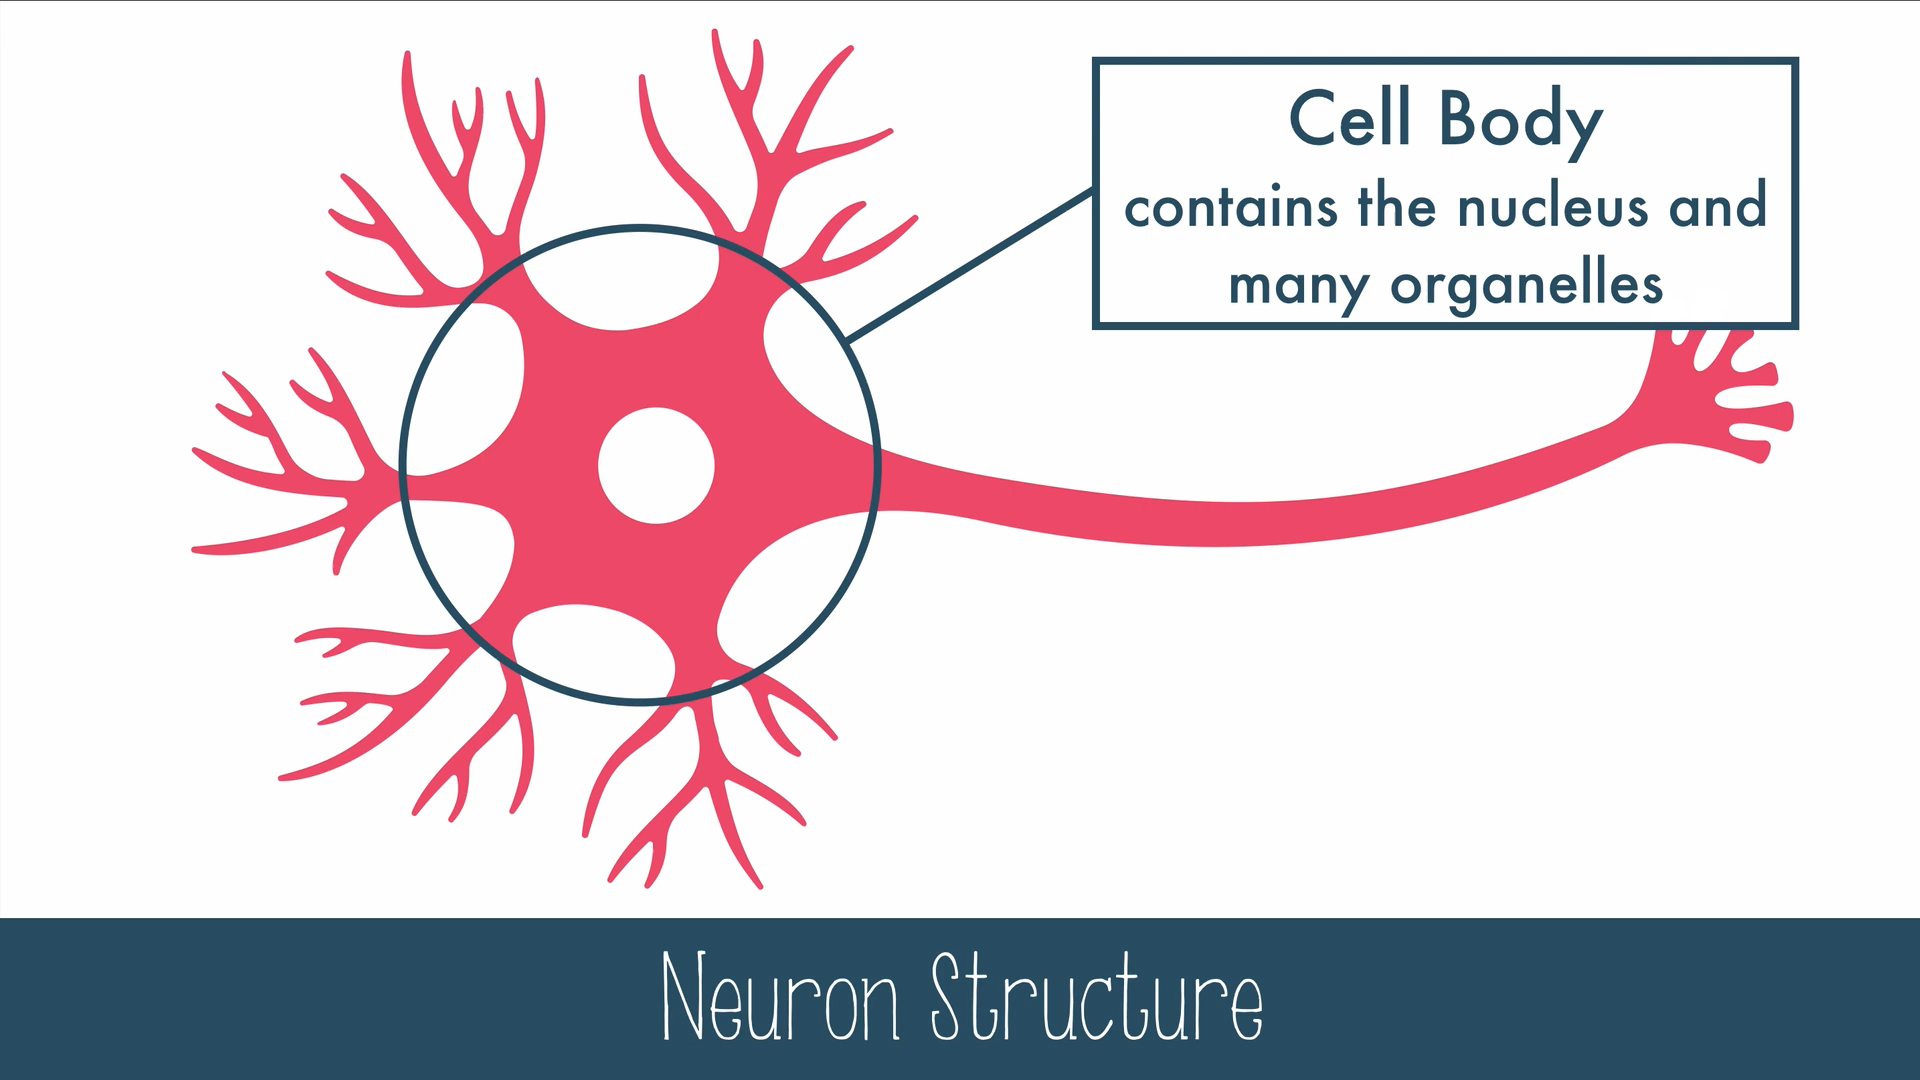 Cell Body
contains the nucleus and
many organelles
Neuron Structure